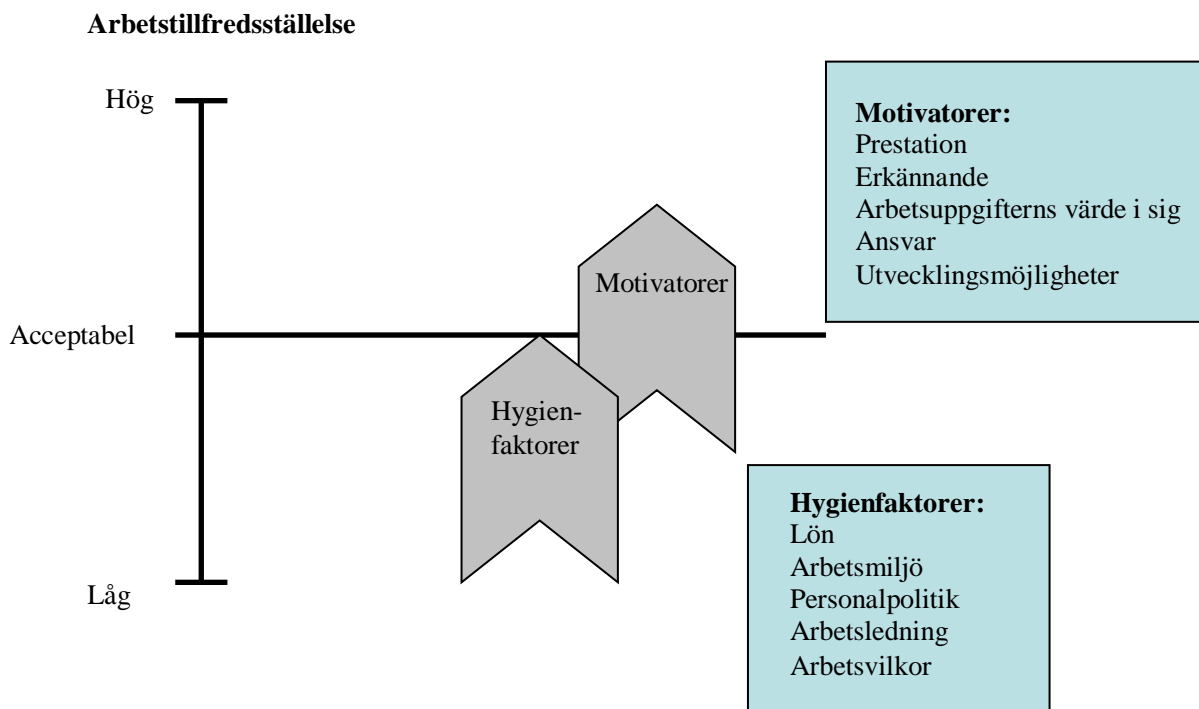 Arbetstillfredsställelse
Hög
Motivatorer:
Prestation
Erkännande
Arbetsuppgifterns värde i sig
Ansvar
Utvecklingsmöjligheter
Motivatorer
Acceptabel
Hygien-
faktorer
Hygienfaktorer:
Lön
Arbetsmiljö
Personalpolitik
Arbetsledning
Arbetsvilkor
Låg